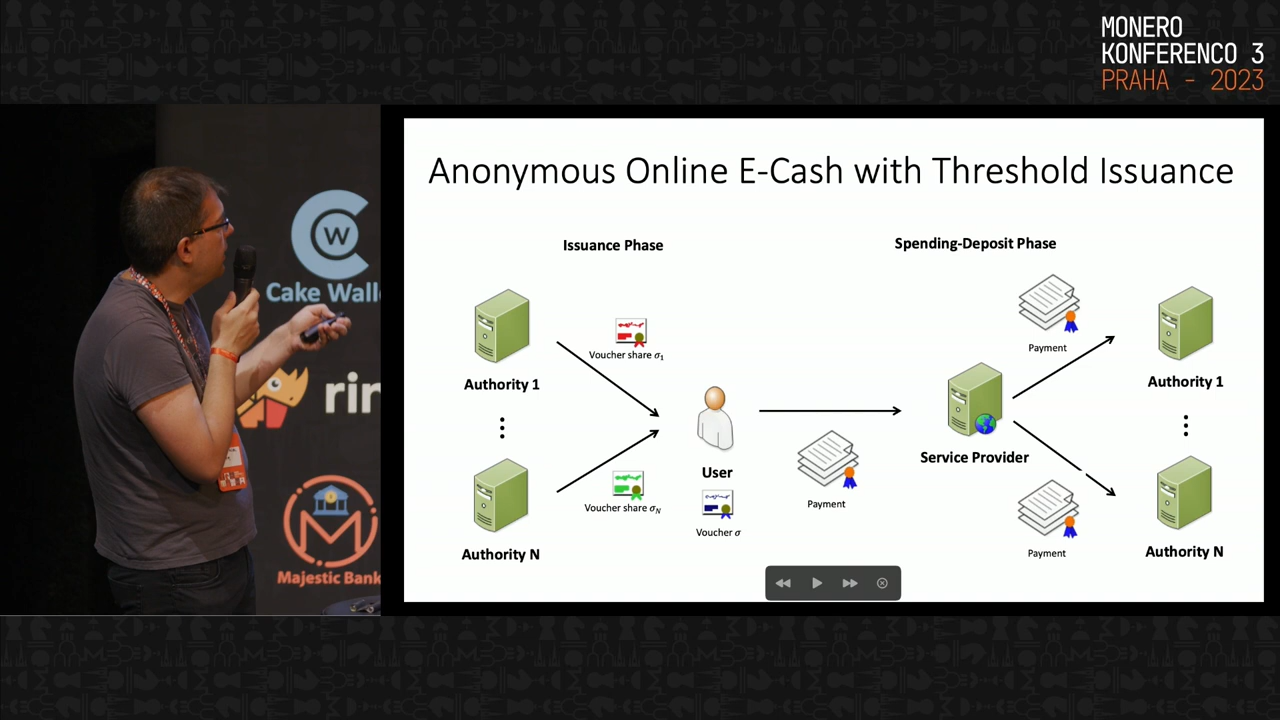 MONERO
KONFERENCO 3
PRAHA - 2023
Anonymous Online E-Cash with Threshold Issuance
Issuance Phase
Spending-Deposit Phase
Voucher share σ1
Payment
Authority 1
Authority 1
User
Service Provider
Voucher share σN
Payment
Voucher σ
Payment
Authority N
Authority N
W
Cake Wall
rin
Majestic Bank